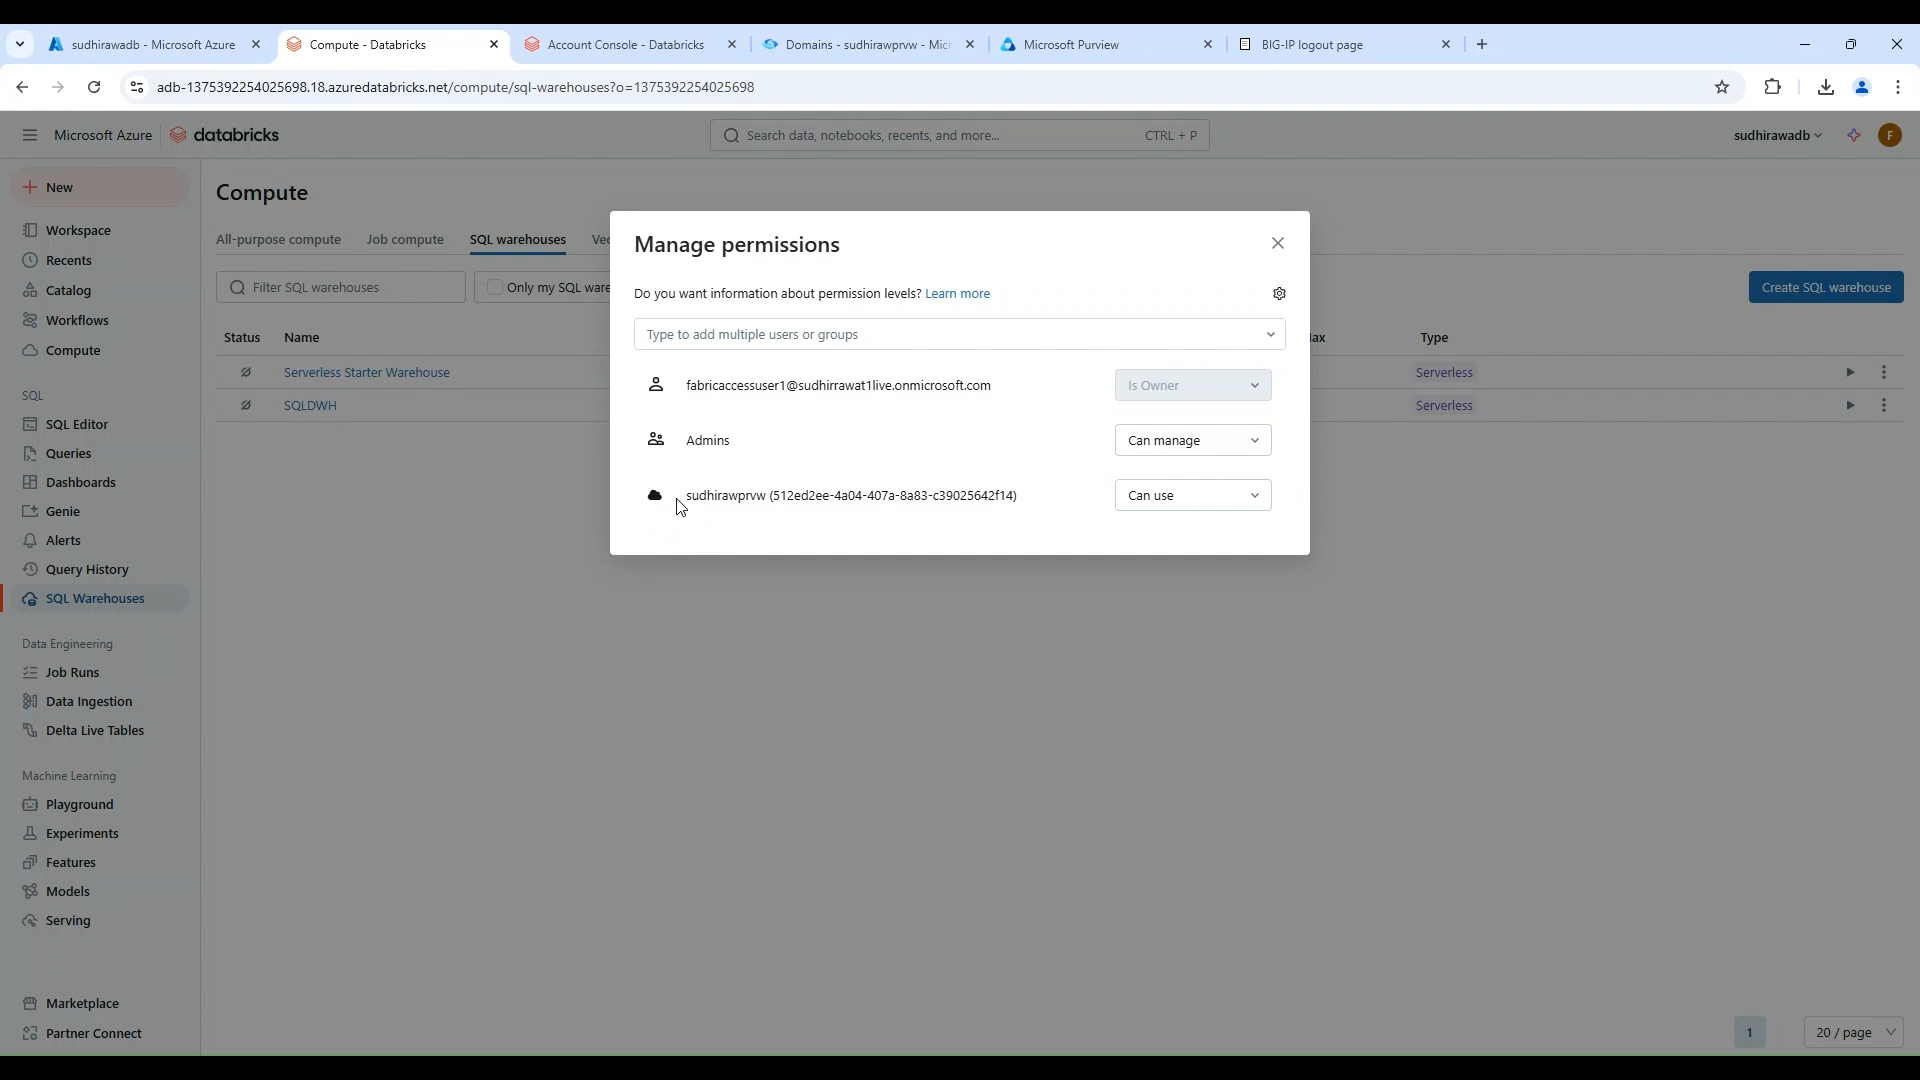 sudhirawadb - Microsoft Azure
Compute - Databricks
Account Console - Databricks
Domains - sudhirawprvw - Mic
Microsoft Purview
BIG-IP logout page
adb-1375392254025698.18.azuredatabricks.net/compute/sql-warehouses?o=1375392254025698
Microsoft Azure
databricks
Search data, notebooks, recents, and more...
CTRL + P
sudhirawadb
F
New
Workspace
Recents
Catalog
Workflows
Compute
SQL
SQL Editor
Queries
Dashboards
Genie
Alerts
Query History
SQL Warehouses
Data Engineering
Job Runs
Data Ingestion
Delta Live Tables
Machine Learning
Playground
Experiments
Features
Models
Serving
Marketplace
Partner Connect
Compute
All-purpose compute
Job compute
SQL warehouses
Vec
Filter SQL warehouses
Only my SQL ware
Create SQL warehouse
Status
Name
lax
Type
Serverless Starter Warehouse
Serverless
SQLDWH
Serverless
Manage permissions
Do you want information about permission levels? Learn more
Type to add multiple users or groups
fabricaccessuser1@sudhirrawat1live.onmicrosoft.com
Is Owner
Admins
Can manage
sudhirawprvw (512ed2ee-4a04-407a-8a83-c39025642f14)
Can use
1
20 / page